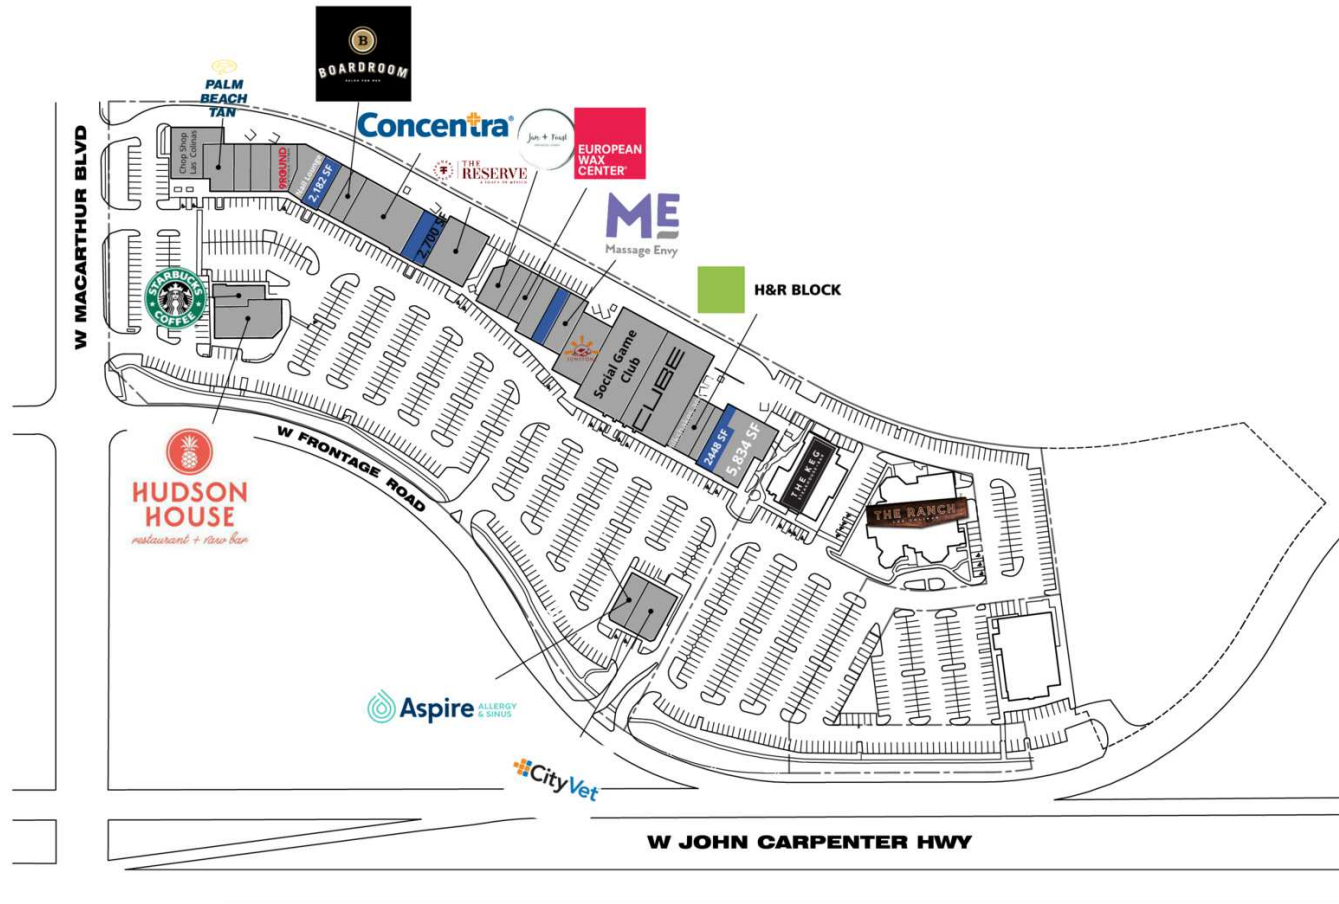 B
BOARDROOM
PALM
BEACH
TAN
Concentra
THE
RESERVE
EUROPEAN
WAX
CENTER
ME
Massage Envy
H&R BLOCK
Chop Shop
Las Colinas
9ROUND
Nail Lounge
2,182 SF
2,700 SF
W MACARTHUR BLVD
STARBUCKS
COFFEE
Social Game
Club
CUBE
2448 SF
5,834 SF
THE KEG
THE RANCH
W FRONTAGE ROAD
HUDSON
HOUSE
restaurant + raw bar
Aspire ALLERGY
& SINUS
CityVet
W JOHN CARPENTER HWY